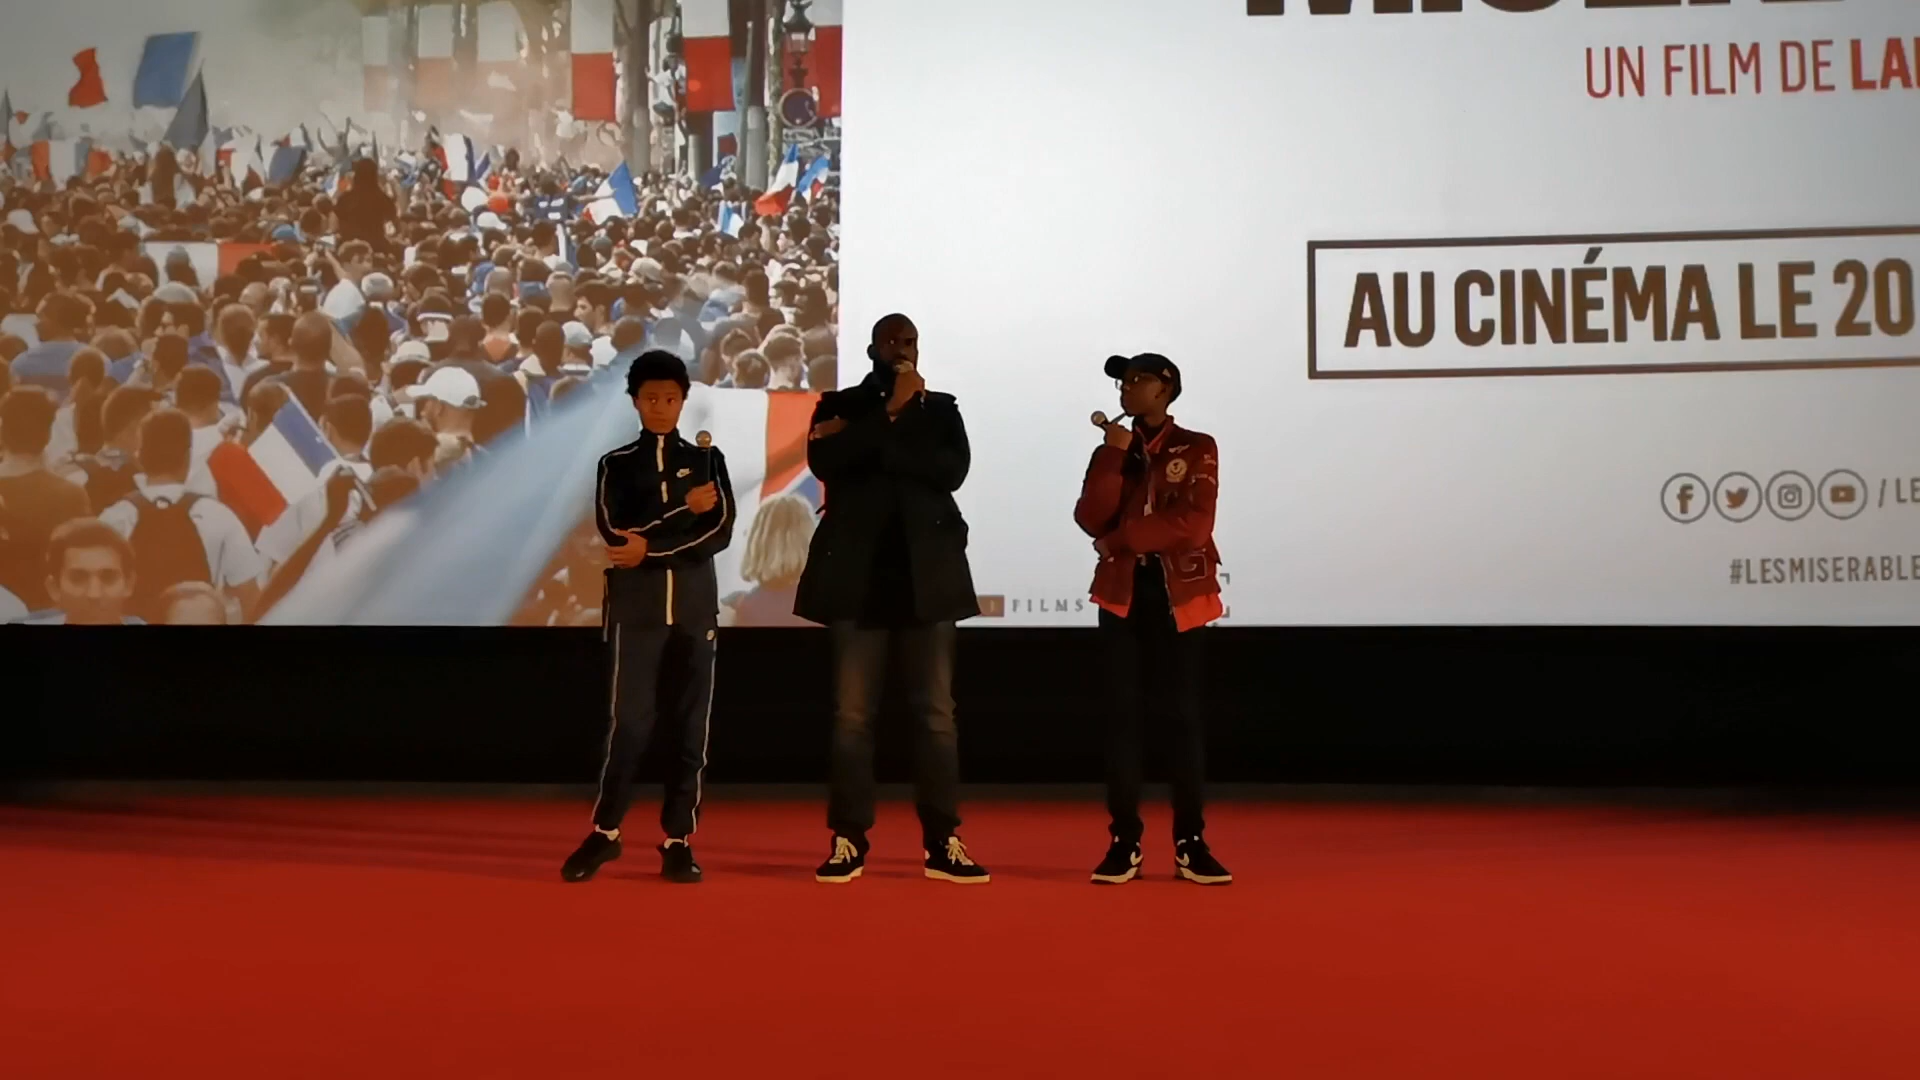 UN FILM DE LA
AU CINÉMA LE 20
/ LE
#LESMISERABLE
FILMS